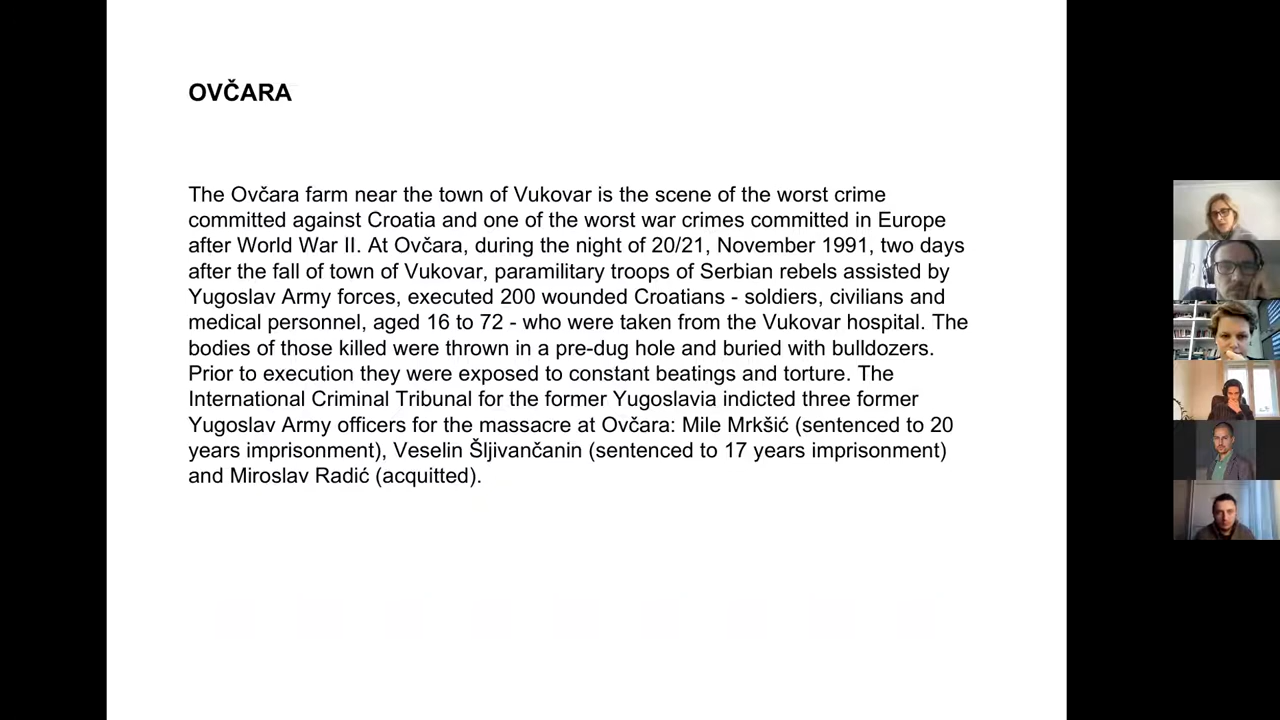 OVČARA
The Ovčara farm near the town of Vukovar is the scene of the worst crime
committed against Croatia and one of the worst war crimes committed in Europe
after World War II. At Ovčara, during the night of 20/21, November 1991, two days
after the fall of town of Vukovar, paramilitary troops of Serbian rebels assisted by
Yugoslav Army forces, executed 200 wounded Croatians - soldiers, civilians and
medical personnel, aged 16 to 72 - who were taken from the Vukovar hospital. The
bodies of those killed were thrown in a pre-dug hole and buried with bulldozers.
Prior to execution they were exposed to constant beatings and torture. The
International Criminal Tribunal for the former Yugoslavia indicted three former
Yugoslav Army officers for the massacre at Ovčara: Mile Mrkšić (sentenced to 20
years imprisonment), Veselin Šljivančanin (sentenced to 17 years imprisonment)
and Miroslav Radić (acquitted).